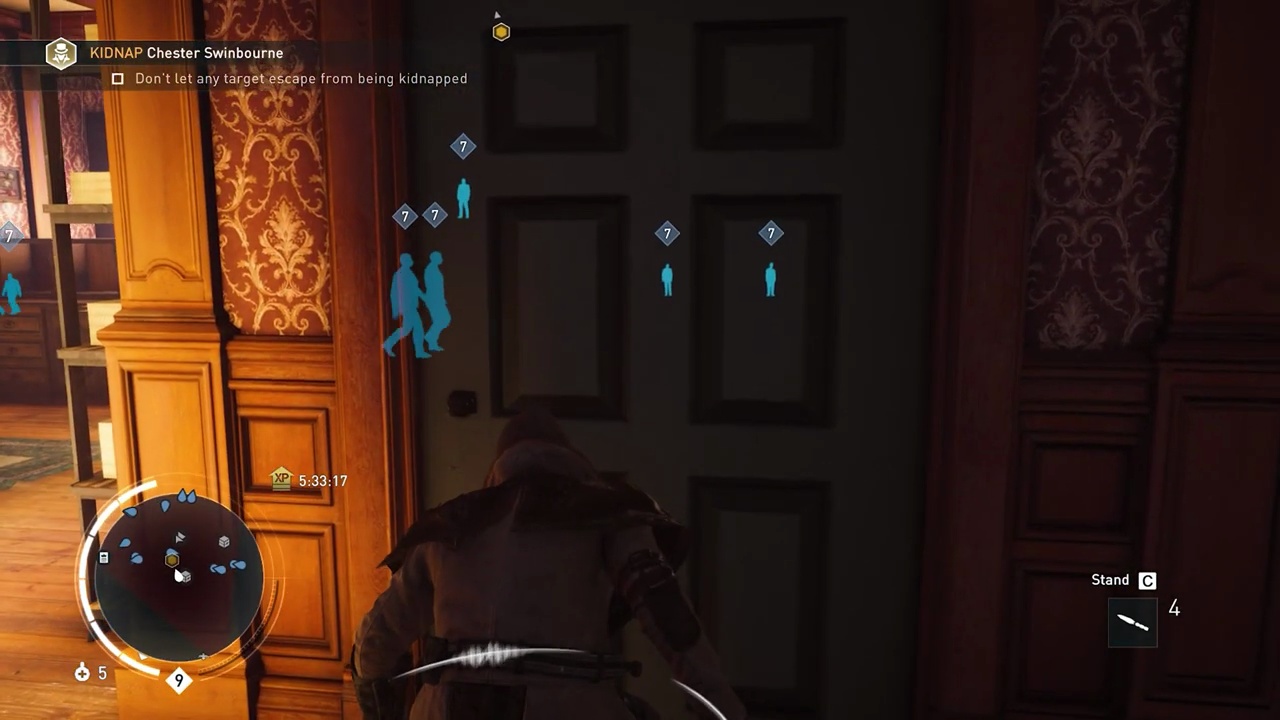 KIDNAP Chester Swinbourne
Don't let any target escape from being kidnapped
7
7 7
7 7
7
XP 5:33:17
Stand C
4
5
9